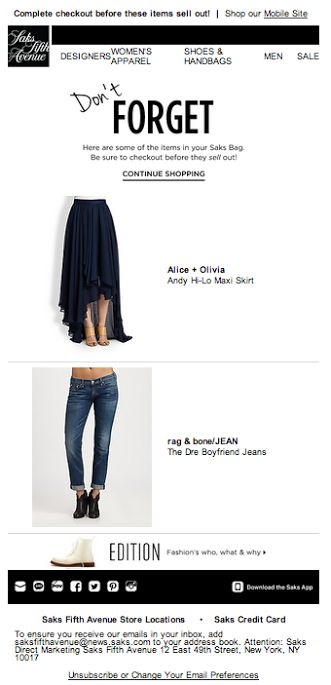 Complete checkout before these items sell out! | Shop our Mobile Site
Saks
Fifth
Avenue
DESIGNERS WOMEN'S APPAREL SHOES & HANDBAGS MEN SALE
Don't
FORGET
Here are some of the items in your Saks Bag.
Be sure to checkout before they sell out!
CONTINUE SHOPPING
Alice + Olivia
Andy Hi-Lo Maxi Skirt
rag & bone/JEAN
The Dre Boyfriend Jeans
EDITION Fashion's who, what & why
Download the Saks App
Saks Fifth Avenue Store Locations • Saks Credit Card
To ensure you receive our emails in your inbox, add
saksfifthavenue@news.saks.com to your address book. Attention: Saks
Direct Marketing Saks Fifth Avenue 12 East 49th Street, New York, NY
10017
Unsubscribe or Change Your Email Preferences